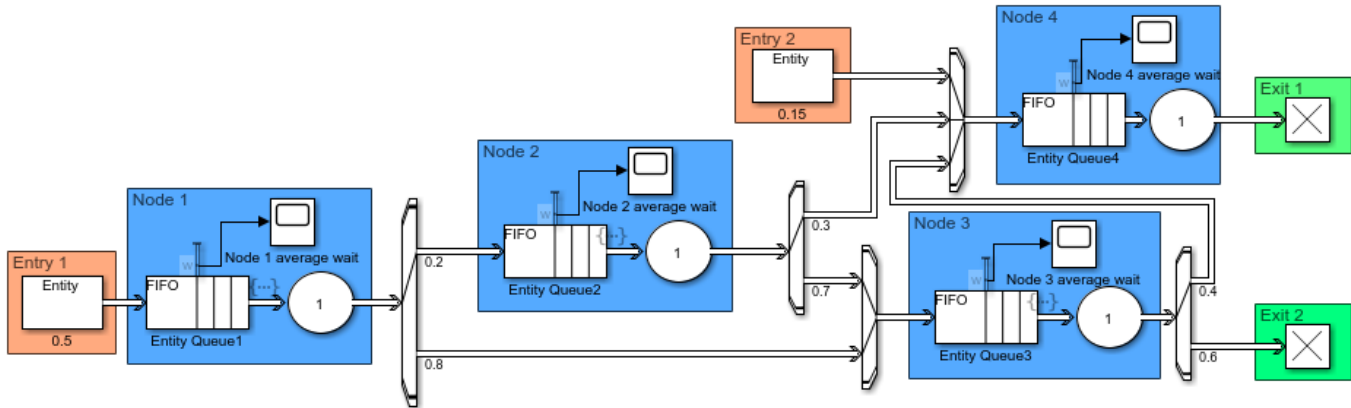 Entry 1
Entity
0.5
Node 1
W
Node 1 average wait
FIFO
{...}
Entity Queue1
1
0.2
0.8
Node 2
W
Node 2 average wait
FIFO
{...}
Entity Queue2
1
0.3
0.7
Entry 2
Entity
0.15
Node 4
W
Node 4 average wait
FIFO
Entity Queue4
1
Exit 1
Node 3
W
Node 3 average wait
FIFO
{...}
Entity Queue3
1
0.4
0.6
Exit 2